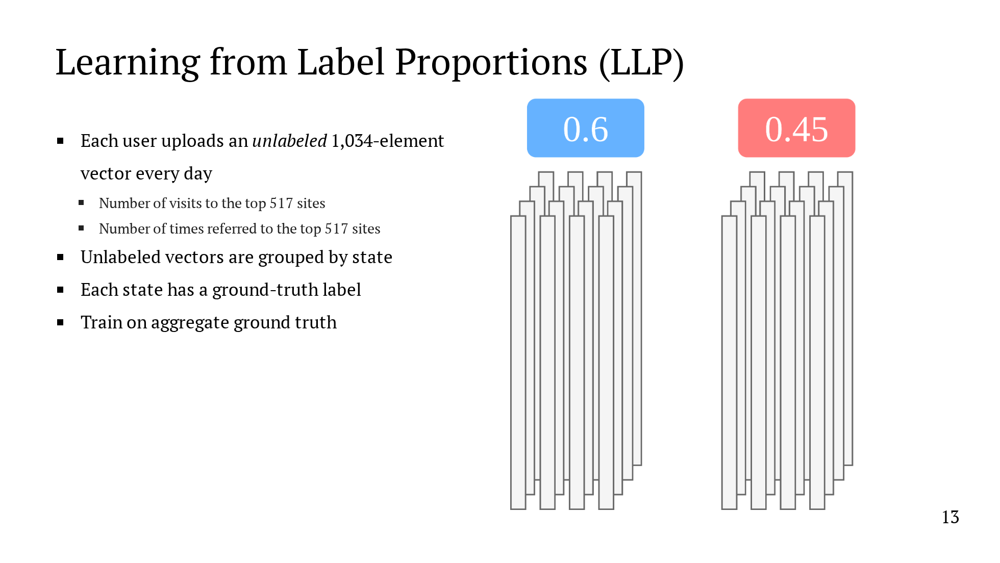 Learning from Label Proportions (LLP)
▪ Each user uploads an unlabeled 1,034-element
vector every day
▪ Number of visits to the top 517 sites
▪ Number of times referred to the top 517 sites
▪ Unlabeled vectors are grouped by state
▪ Each state has a ground-truth label
▪ Train on aggregate ground truth
0.6
0.45
13